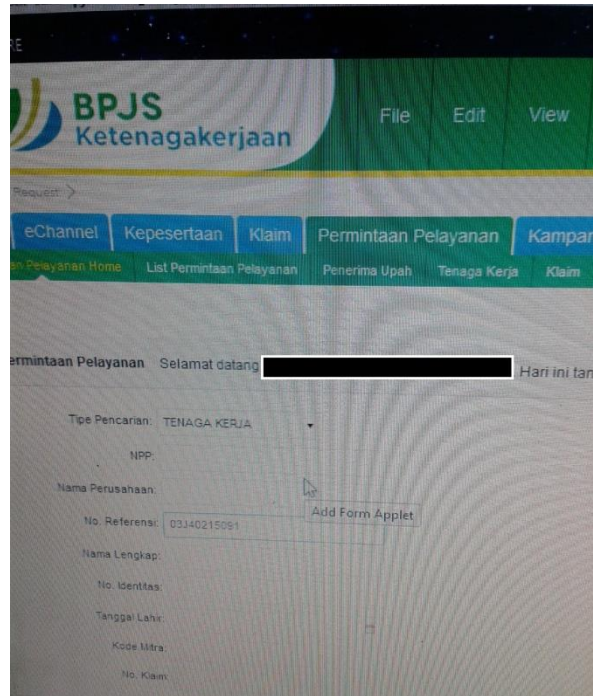 RE
BPJS
Ketenagakerjaan
File Edit View
Request: >
eChannel Kepesertaan Klaim Permintaan Pelayanan Kampan
an Pelayanan Home List Permintaan Pelayanan Penerima Upah Tenaga Kerja Klaim
ermintaan Pelayanan Selamat datang Hari ini tan
Tipe Pencarian: TENAGA KERJA
NPP:
Nama Perusahaan:
Add Form Applet
No. Referensi: 03J40215091
Nama Lengkap:
No. Identitas:
Tanggal Lahir:
Kode Mitra:
No. Klaim: